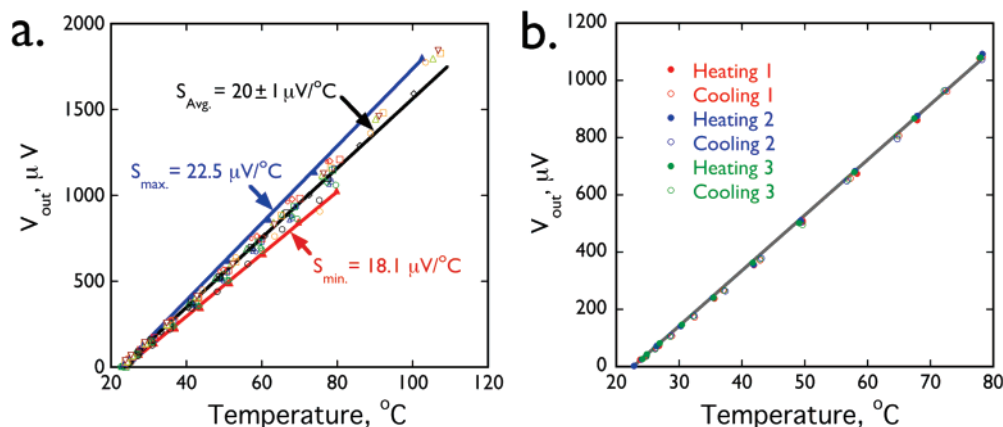 a.
2000
1500
1000
500
0
V out, μ V
20 40 60 80 100 120
Temperature, °C
S Avg. = 20 ± 1 μV/°C
S max. = 22.5 μV/°C
S min. = 18.1 μV/°C
b.
1200
1000
800
600
400
200
0
V out, μV
20 30 40 50 60 70 80
Temperature, °C
Heating 1
Cooling 1
Heating 2
Cooling 2
Heating 3
Cooling 3